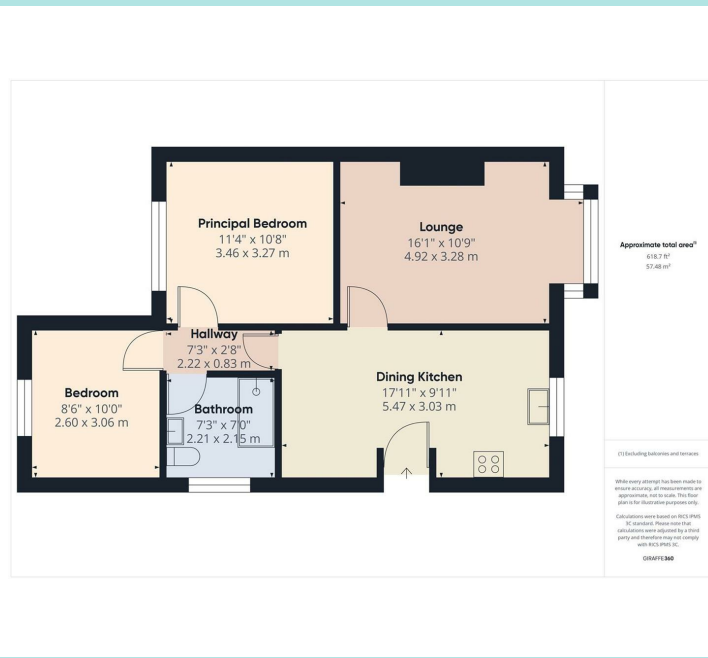 Principal Bedroom
11'4" x 10'8"
3.46 x 3.27 m
Lounge
16'1" x 10'9"
4.92 x 3.28 m
Hallway
7'3" x 2'8"
2.22 x 0.83 m
Bedroom
8'6" x 10'0"
2.60 x 3.06 m
Bathroom
7'3" x 7'0"
2.21 x 2.15 m
Dining Kitchen
17'11" x 9'11"
5.47 x 3.03 m
Approximate total area⁽¹⁾
618.7 ft²
57.48 m²
(1) Excluding balconies and terraces
While every attempt has been made to
ensure accuracy, all measurements are
approximate, not to scale. This floor
plan is for illustrative purposes only.
Calculations were based on RICS IPMS
3C standard. Please note that
calculations were adjusted by a third
party and therefore may not comply
with RICS IPMS 3C.
GIRAFFE360